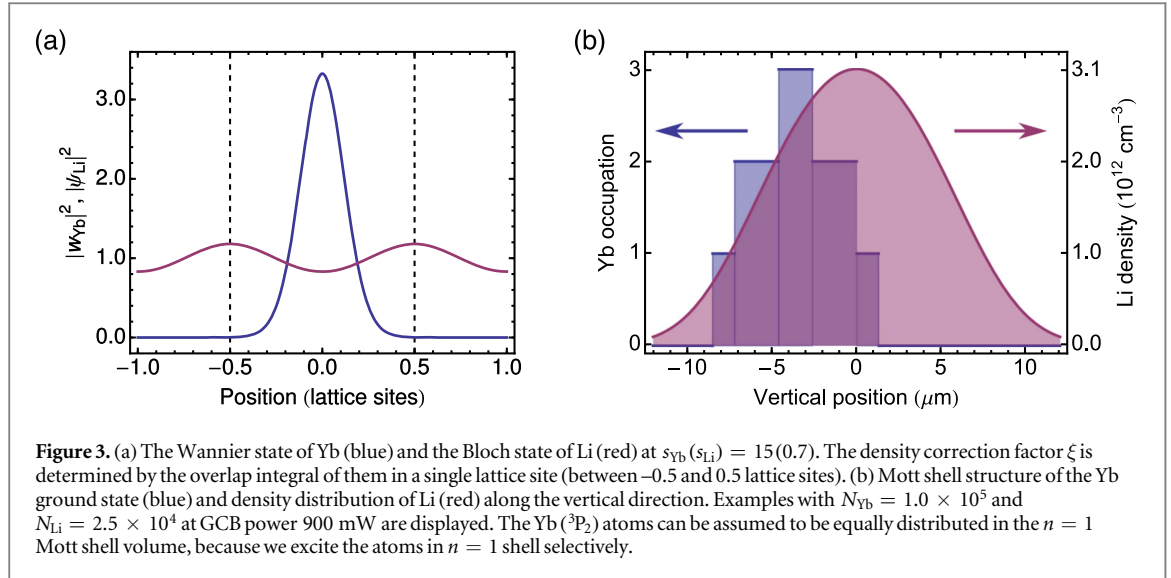 (a)
|wYb|², |ψLi|²
3.0
2.0
1.0
0.0
−1.0 −0.5 0.0 0.5 1.0
Position (lattice sites)
(b)
Yb occupation
3
2
1
0
3.1
2.0
1.0
0.0
Li density (10¹² cm⁻³)
−10 −5 0 5 10
Vertical position (μm)
Figure 3. (a) The Wannier state of Yb (blue) and the Bloch state of Li (red) at sYb (sLi) = 15(0.7). The density correction factor ξ is
determined by the overlap integral of them in a single lattice site (between −0.5 and 0.5 lattice sites). (b) Mott shell structure of the Yb
ground state (blue) and density distribution of Li (red) along the vertical direction. Examples with NYb = 1.0 × 10⁵ and
NLi = 2.5 × 10⁴ at GCB power 900 mW are displayed. The Yb (³P₂) atoms can be assumed to be equally distributed in the n = 1
Mott shell volume, because we excite the atoms in n = 1 shell selectively.